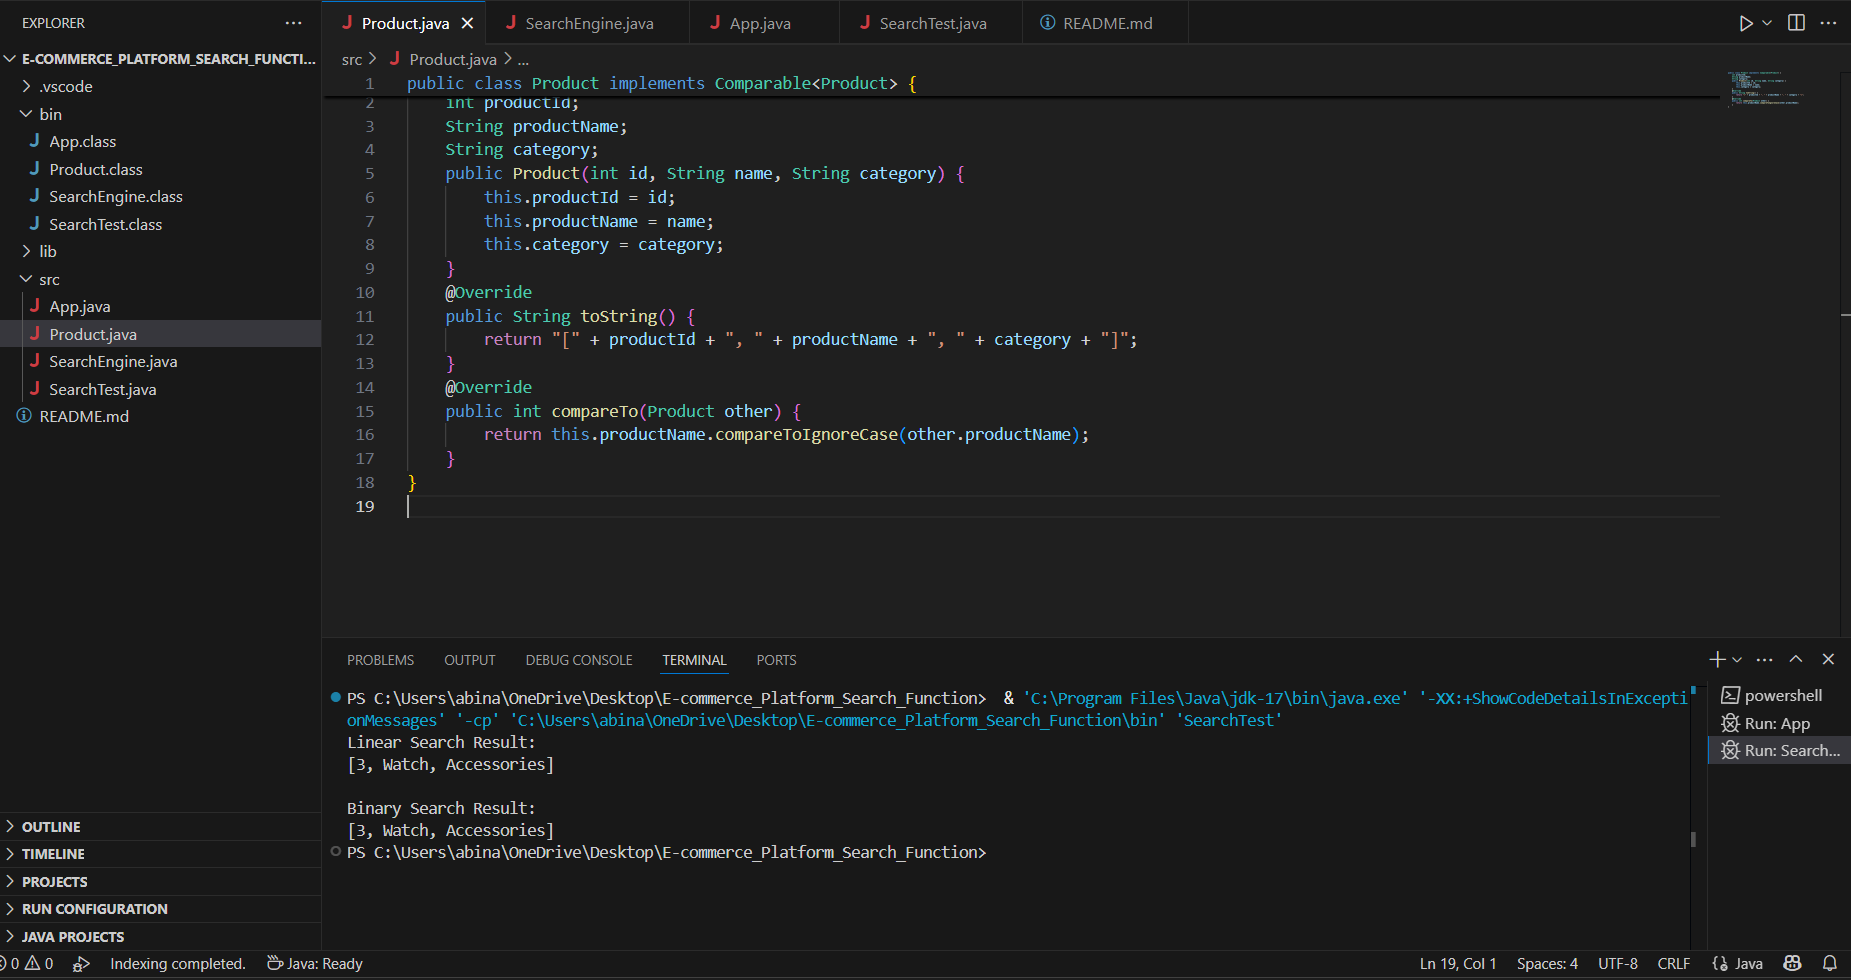 EXPLORER
E-COMMERCE_PLATFORM_SEARCH_FUNCTI...
.vscode
bin
App.class
Product.class
SearchEngine.class
SearchTest.class
lib
src
App.java
Product.java
SearchEngine.java
SearchTest.java
README.md
OUTLINE
TIMELINE
PROJECTS
RUN CONFIGURATION
JAVA PROJECTS
Product.java
SearchEngine.java
App.java
SearchTest.java
README.md
src > Product.java > ...
1 public class Product implements Comparable<Product> {
2 int productId;
3 String productName;
4 String category;
5 public Product(int id, String name, String category) {
6 this.productId = id;
7 this.productName = name;
8 this.category = category;
9 }
10 @Override
11 public String toString() {
12 return "[" + productId + ", " + productName + ", " + category + "]";
13 }
14 @Override
15 public int compareTo(Product other) {
16 return this.productName.compareToIgnoreCase(other.productName);
17 }
18 }
19
PROBLEMS OUTPUT DEBUG CONSOLE TERMINAL PORTS
PS C:\Users\abina\OneDrive\Desktop\E-commerce_Platform_Search_Function> & 'C:\Program Files\Java\jdk-17\bin\java.exe' '-XX:+ShowCodeDetailsInExcepti
onMessages' '-cp' 'C:\Users\abina\OneDrive\Desktop\E-commerce_Platform_Search_Function\bin' 'SearchTest'
Linear Search Result:
[3, Watch, Accessories]
Binary Search Result:
[3, Watch, Accessories]
PS C:\Users\abina\OneDrive\Desktop\E-commerce_Platform_Search_Function>
powershell
Run: App
Run: Search...
0 0 Indexing completed. Java: Ready
Ln 19, Col 1 Spaces: 4 UTF-8 CRLF Java